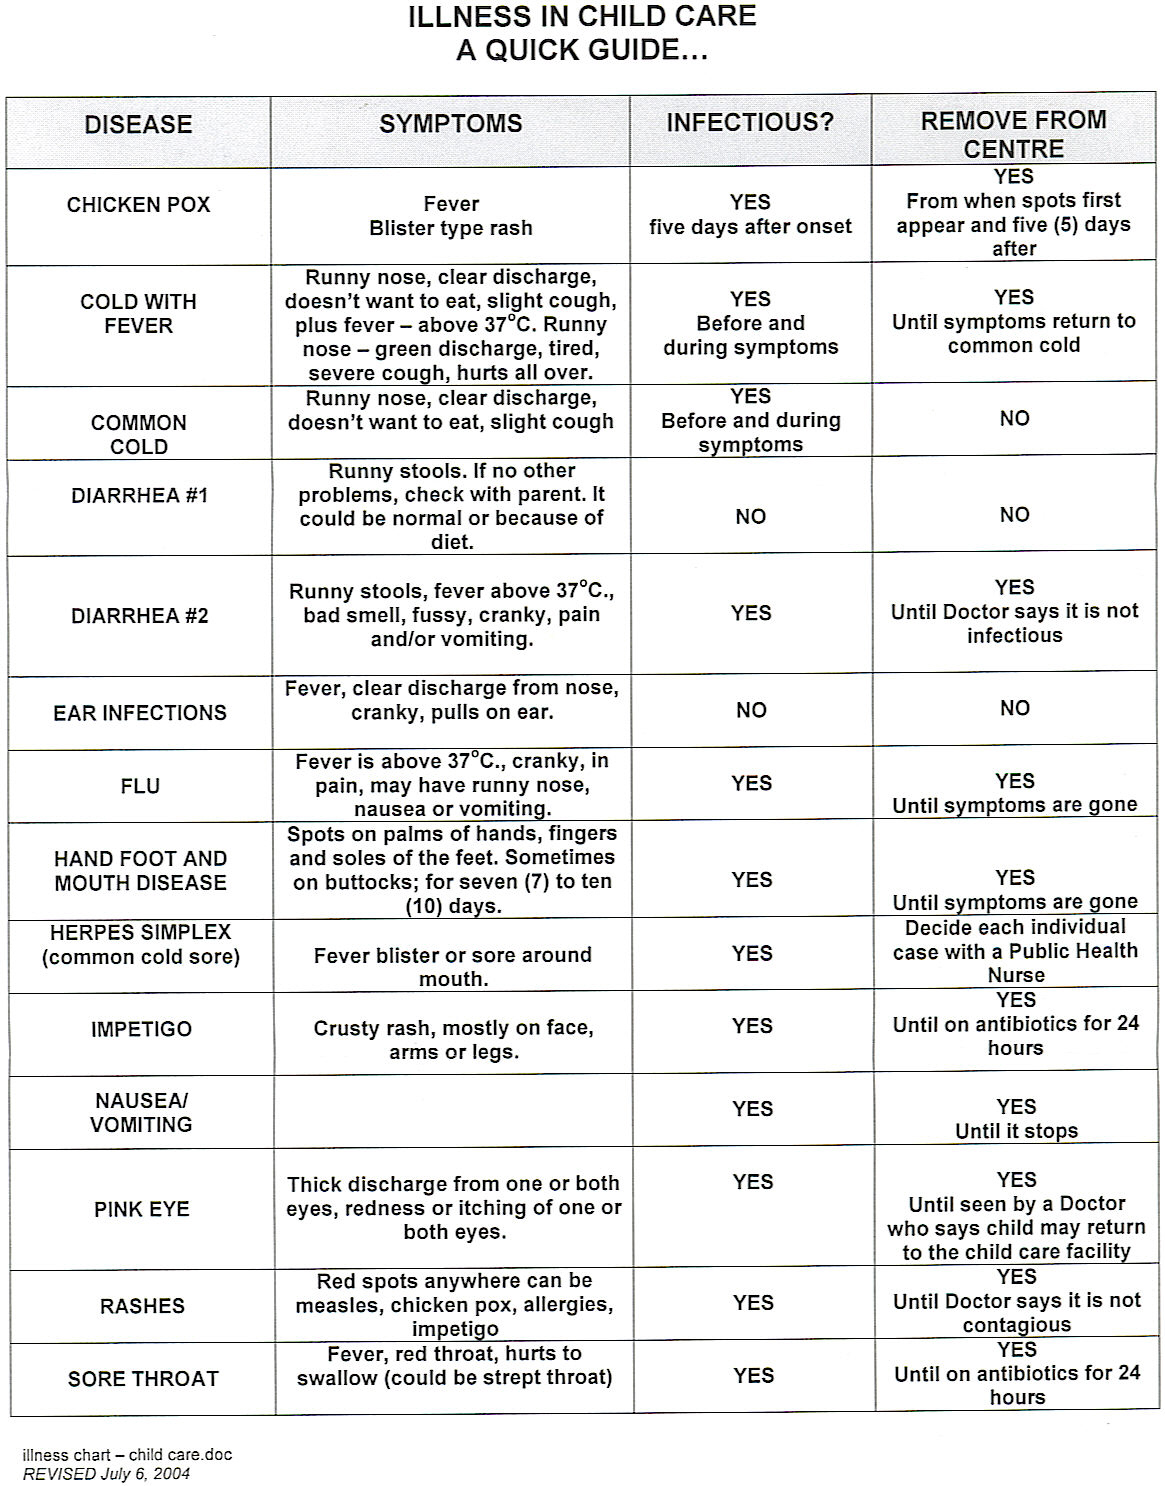 ILLNESS IN CHILD CARE
A QUICK GUIDE...
DISEASE
SYMPTOMS
INFECTIOUS?
REMOVE FROM
CENTRE
CHICKEN POX
Fever
Blister type rash
YES
five days after onset
YES
From when spots first
appear and five (5) days
after
COLD WITH
FEVER
Runny nose, clear discharge,
doesn't want to eat, slight cough,
plus fever – above 37°C. Runny
nose – green discharge, tired,
severe cough, hurts all over.
YES
Before and
during symptoms
YES
Until symptoms return to
common cold
COMMON
COLD
Runny nose, clear discharge,
doesn't want to eat, slight cough
YES
Before and during
symptoms
NO
DIARRHEA #1
Runny stools. If no other
problems, check with parent. It
could be normal or because of
diet.
NO
NO
DIARRHEA #2
Runny stools, fever above 37°C.,
bad smell, fussy, cranky, pain
and/or vomiting.
YES
YES
Until Doctor says it is not
infectious
EAR INFECTIONS
Fever, clear discharge from nose,
cranky, pulls on ear.
NO
NO
FLU
Fever is above 37°C., cranky, in
pain, may have runny nose,
nausea or vomiting.
YES
YES
Until symptoms are gone
HAND FOOT AND
MOUTH DISEASE
Spots on palms of hands, fingers
and soles of the feet. Sometimes
on buttocks; for seven (7) to ten
(10) days.
YES
YES
Until symptoms are gone
HERPES SIMPLEX
(common cold sore)
Fever blister or sore around
mouth.
YES
Decide each individual
case with a Public Health
Nurse
IMPETIGO
Crusty rash, mostly on face,
arms or legs.
YES
YES
Until on antibiotics for 24
hours
NAUSEA/
VOMITING
YES
YES
Until it stops
PINK EYE
Thick discharge from one or both
eyes, redness or itching of one or
both eyes.
YES
YES
Until seen by a Doctor
who says child may return
to the child care facility
RASHES
Red spots anywhere can be
measles, chicken pox, allergies,
impetigo
YES
YES
Until Doctor says it is not
contagious
SORE THROAT
Fever, red throat, hurts to
swallow (could be strept throat)
YES
YES
Until on antibiotics for 24
hours
illness chart – child care.doc
REVISED July 6, 2004